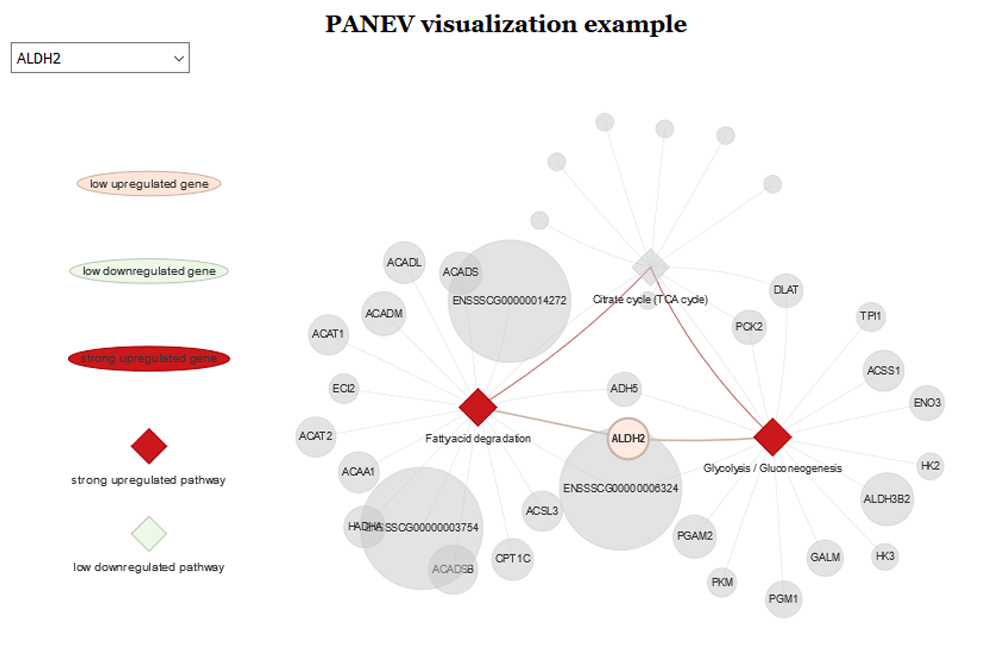 PANEV visualization example
ALDH2
low upregulated gene
low downregulated gene
strong upregulated gene
strong upregulated pathway
low downregulated pathway
ACADL
ACADS
ENSSSCG00000014272
Citrate cycle (TCA cycle)
DLAT
ACADM
PCK2
TPI1
ACAT1
ACSS1
ECI2
ADH5
ENO3
ACAT2
Fattyacid degradation
ALDH2
Glycolysis / Gluconeogenesis
HK2
ACAA1
ENSSSCG00000006324
ALDH3B2
ACSL3
HADHA
ENSSSCG00000003754
PGAM2
CPT1C
GALM
HK3
ACADSB
PKM
PGM1